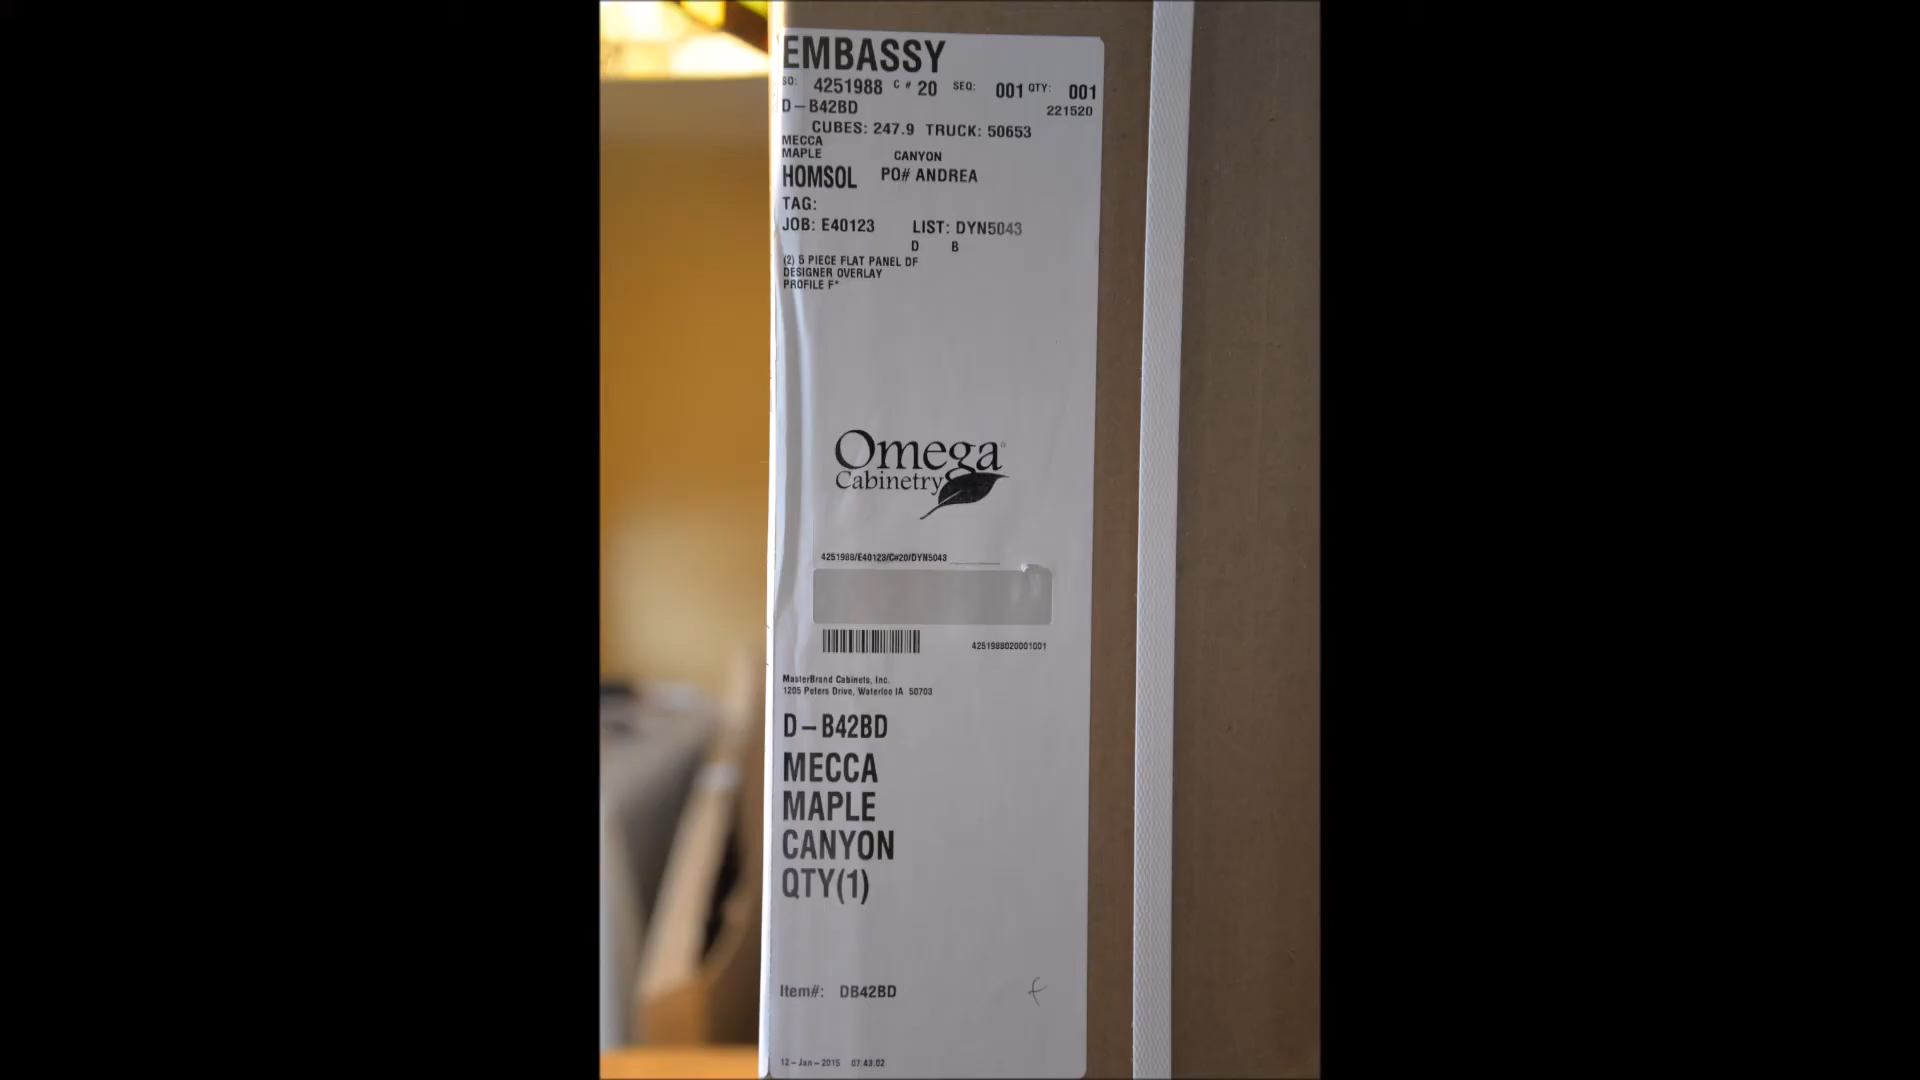 EMBASSY
SO: 4251988 C # 20 SEQ: 001 QTY: 001
D-B42BD 221520
CUBES: 247.9 TRUCK: 50653
MECCA
MAPLE CANYON
HOMSOL PO# ANDREA
TAG:
JOB: E40123 LIST: DYN5043
D B
(2) 5 PIECE FLAT PANEL DF
DESIGNER OVERLAY
PROFILE F*
Omega
Cabinetry
4251988/E40123/C#20/DYN5043
4251988020001001
MasterBrand Cabinets, Inc.
1205 Peters Drive, Waterloo IA 50703
D-B42BD
MECCA
MAPLE
CANYON
QTY(1)
Item#: DB42BD
12-Jan-2015 07:43:02